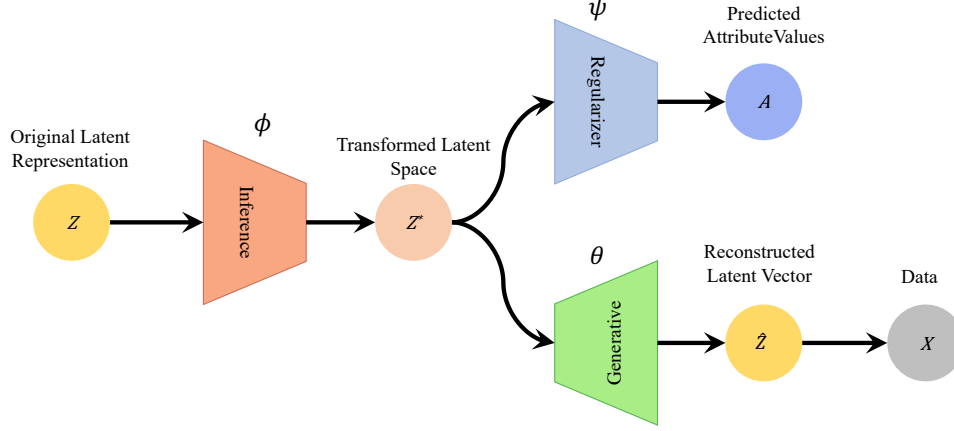 ψ
Predicted
AttributeValues
Regularizer
A
Original Latent
Representation
ϕ
Transformed Latent
Space
Z
Inference
Z*
θ
Reconstructed
Latent Vector
Data
Generative
Ẑ
X